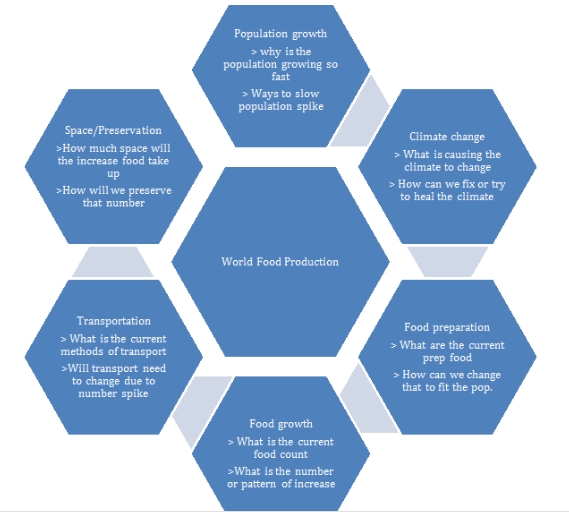 Population growth
> why is the
population growing so
fast
> Ways to slow
population spike
Space/Preservation
>How much space will
the increase food take
up
>How will we preserve
that number
Climate change
> What is causing the
climate to change
> How can we fix or try
to heal the climate
World Food Production
Transportation
> What is the current
methods of transport
>Will transport need
to change due to
number spike
Food preparation
> What are the current
prep food
> How can we change
that to fit the pop.
Food growth
> What is the current
food count
>What is the number
or pattern of increase